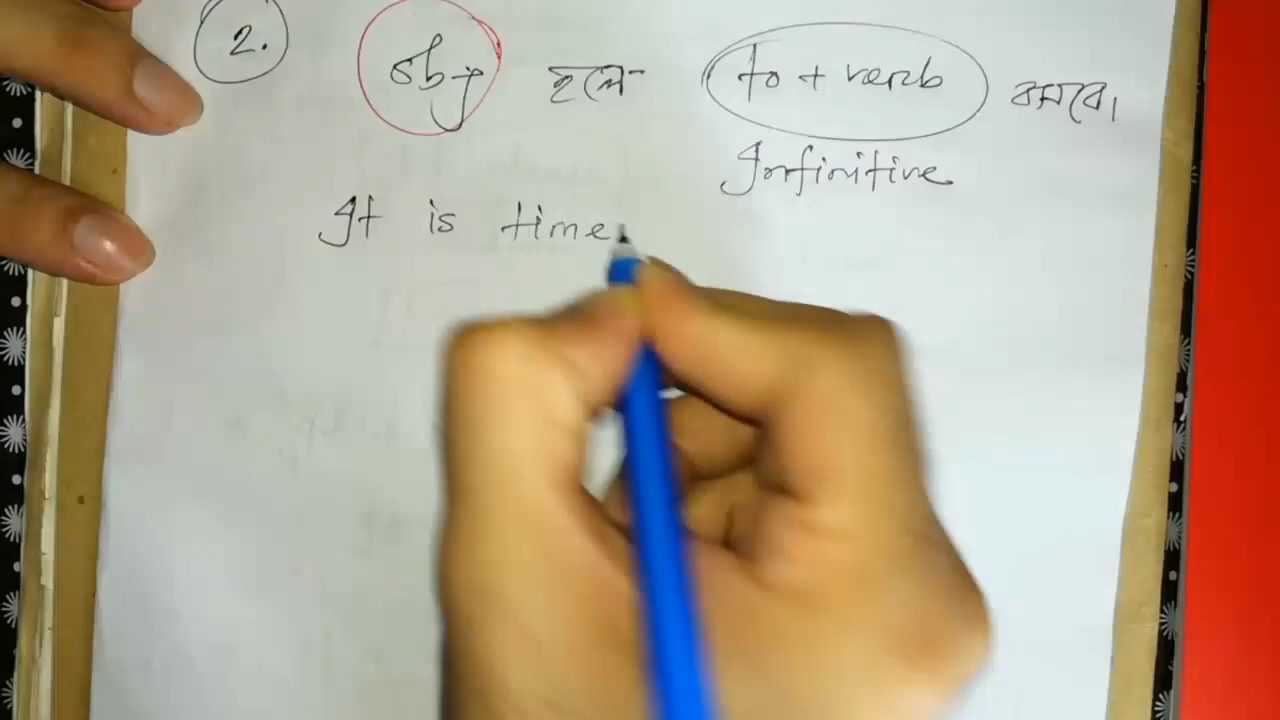 2. obj হলে- to + verb বসবে।
Infinitive
It is time